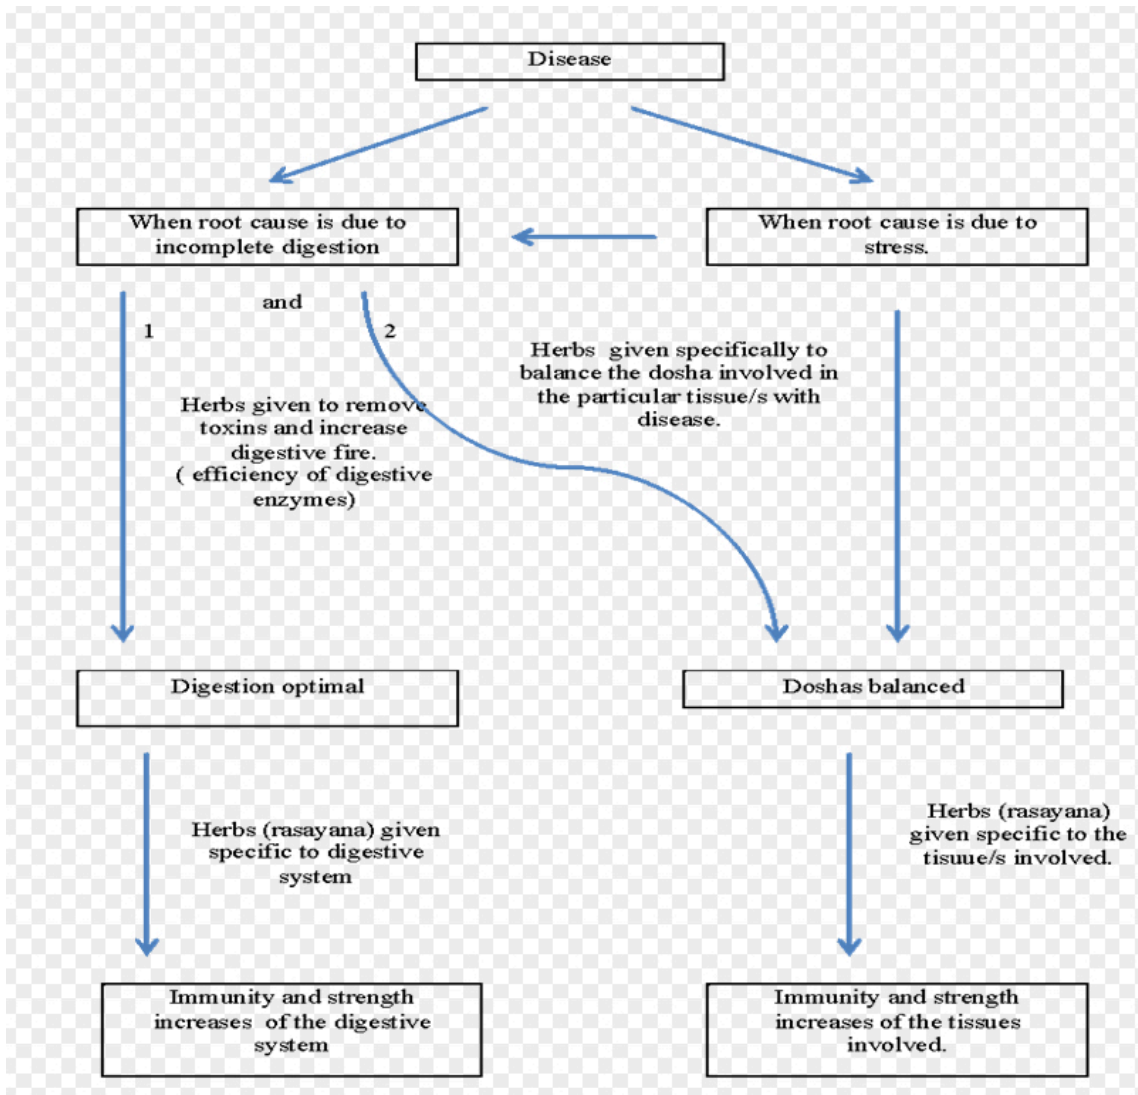 Disease
When root cause is due to
incomplete digestion
When root cause is due to
stress.
and
1
2
Herbs given specifically to
balance the dosha involved in
the particular tissue/s with
disease.
Herbs given to remove
toxins and increase
digestive fire.
( efficiency of digestive
enzymes)
Digestion optimal
Doshas balanced
Herbs (rasayana) given
specific to digestive
system
Herbs (rasayana)
given specific to the
tisuue/s involved.
Immunity and strength
increases of the digestive
system
Immunity and strength
increases of the tissues
involved.